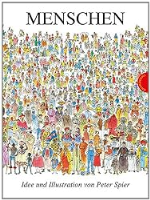 MENSCHEN
Idee und Illustration von Peter Spier